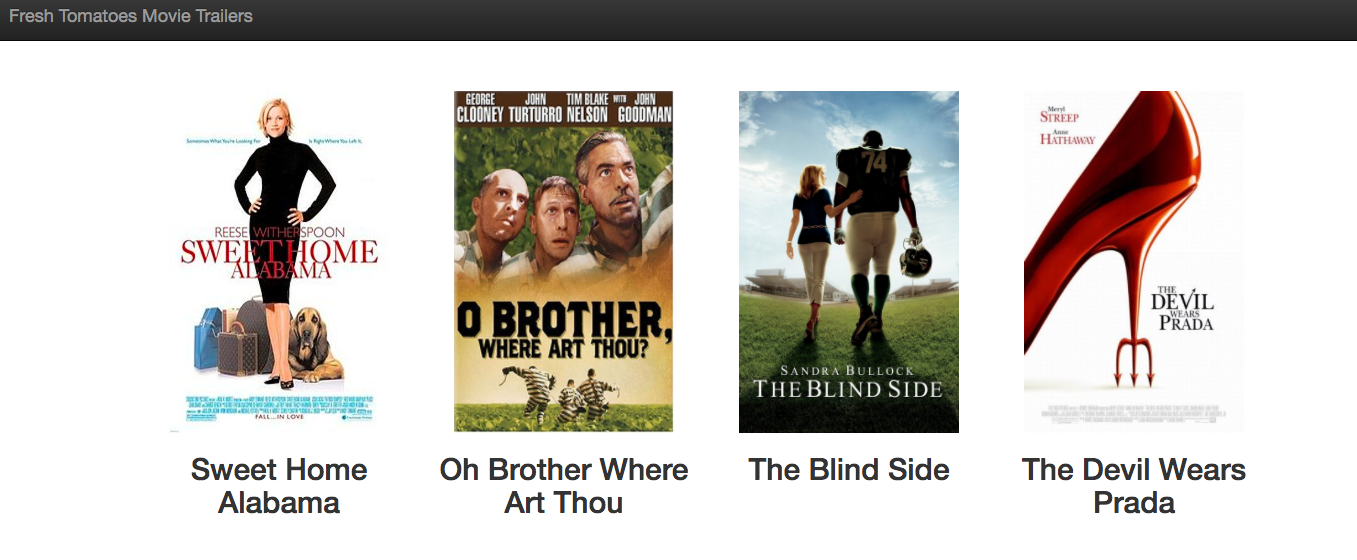 Fresh Tomatoes Movie Trailers
Sometimes What You're Looking For Is Right Where You Left It.
REESE WITHERSPOON
SWEET HOME
ALABAMA
FALL...IN LOVE
Sweet Home
Alabama
GEORGE CLOONEY JOHN TURTURRO TIM BLAKE NELSON WITH JOHN GOODMAN
O BROTHER,
WHERE ART THOU?
Oh Brother Where
Art Thou
74
SANDRA BULLOCK
THE BLIND SIDE
The Blind Side
Meryl
STREEP
Anne
HATHAWAY
THE
DEVIL
WEARS
PRADA
The Devil Wears
Prada